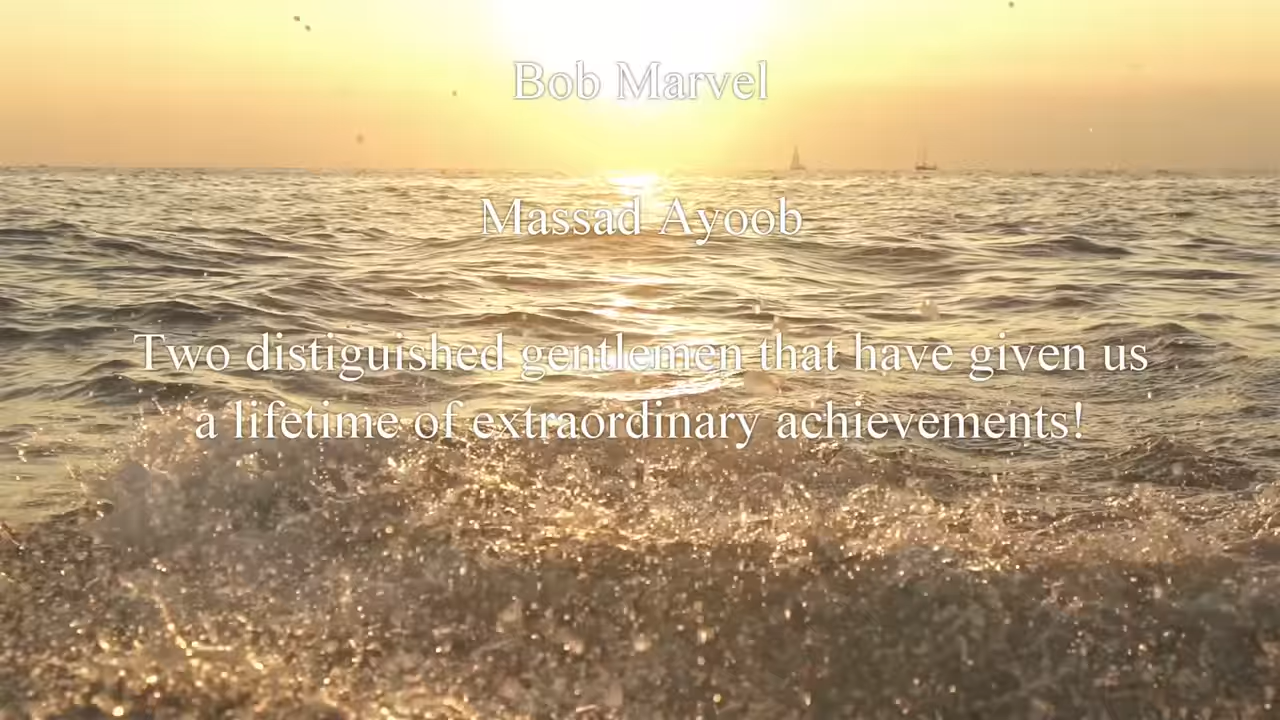 Bob Marvel
Massad Ayoob
Two distiguished gentlemen that have given us
a lifetime of extraordinary achievements!